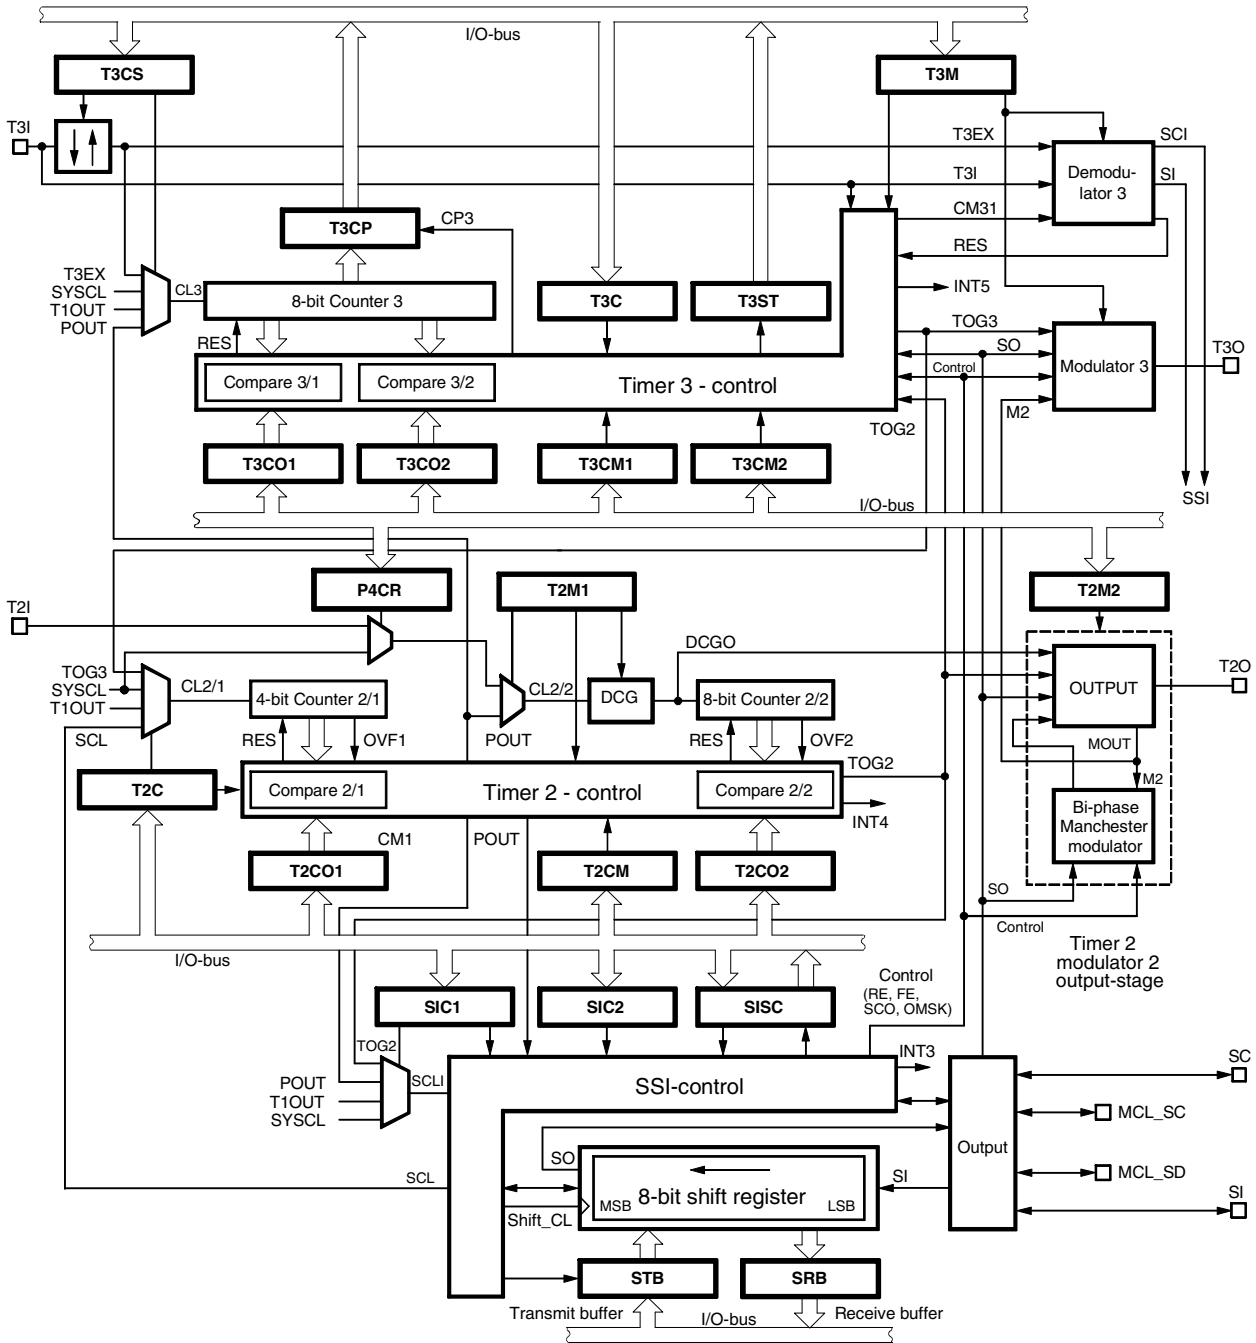 I/O-bus
T3CS
T3M
T3I
T3EX
SCI
T3I
SI
Demodu-
lator 3
CM31
T3CP
CP3
RES
T3EX
SYSCL
T1OUT
POUT
CL3
8-bit Counter 3
T3C
T3ST
INT5
RES
TOG3
SO
Control
Modulator 3
T3O
Compare 3/1
Compare 3/2
Timer 3 - control
M2
TOG2
T3CO1
T3CO2
T3CM1
T3CM2
SSI
I/O-bus
P4CR
T2M1
T2M2
T2I
DCGO
TOG3
SYSCL
T1OUT
SCL
CL2/1
4-bit Counter 2/1
CL2/2
DCG
8-bit Counter 2/2
OUTPUT
T2O
RES
OVF1
POUT
RES
OVF2
MOUT
TOG2
M2
T2C
Compare 2/1
Timer 2 - control
Compare 2/2
INT4
Bi-phase
Manchester
modulator
CM1
POUT
T2CO1
T2CM
T2CO2
SO
Control
I/O-bus
Timer 2
modulator 2
output-stage
Control
(RE, FE,
SCO, OMSK)
SIC1
SIC2
SISC
TOG2
INT3
POUT
T1OUT
SYSCL
SCLI
SSI-control
SC
MCL_SC
Output
SO
SCL
8-bit shift register
MSB
LSB
SI
MCL_SD
Shift_CL
SI
STB
SRB
Transmit buffer
I/O-bus
Receive buffer